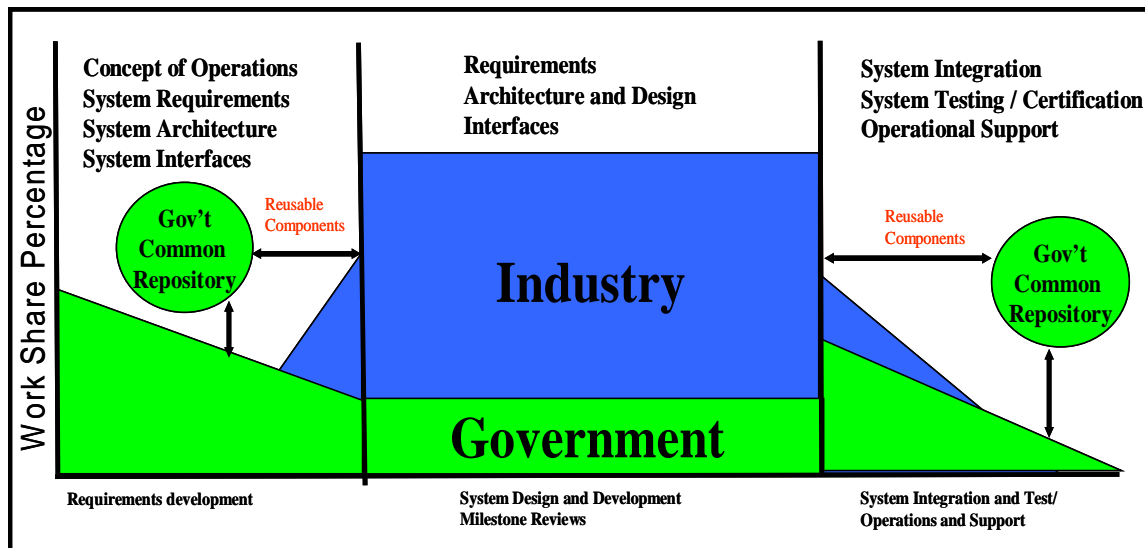 Work Share Percentage
Concept of Operations
System Requirements
System Architecture
System Interfaces
Gov't
Common
Repository
Reusable
Components
Requirements development
Requirements
Architecture and Design
Interfaces
Industry
Government
System Design and Development
Milestone Reviews
System Integration
System Testing / Certification
Operational Support
Reusable
Components
Gov't
Common
Repository
System Integration and Test/
Operations and Support